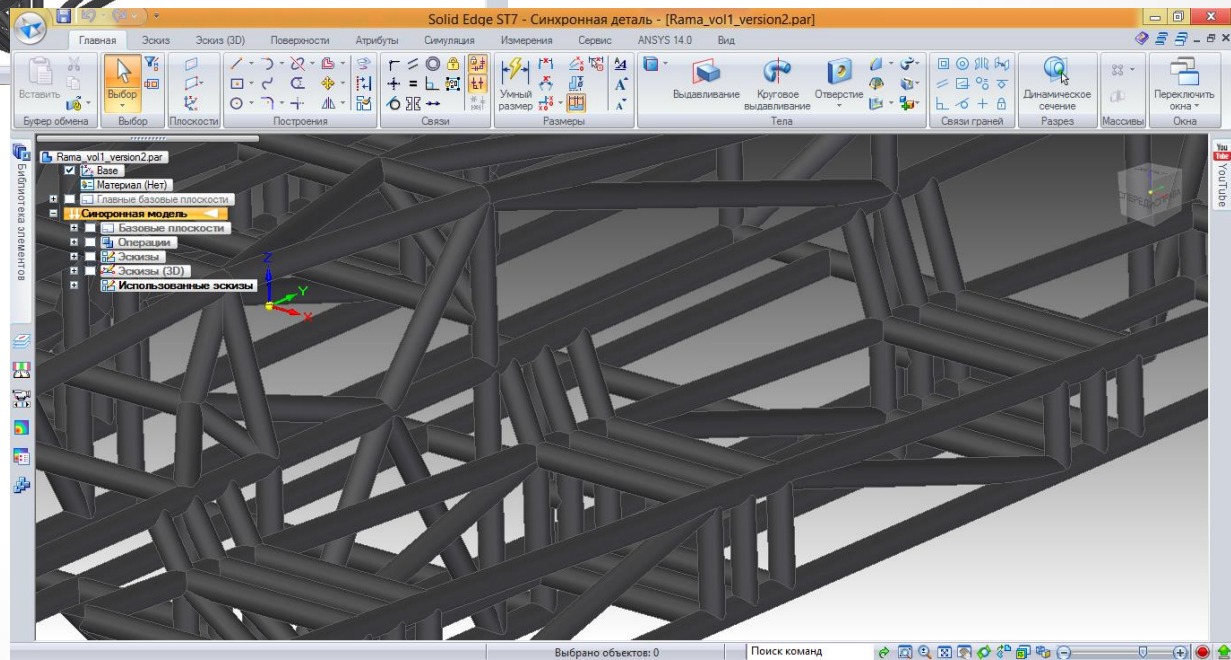 Solid Edge ST7 - Синхронная деталь - [Rama_vol1_version2.par]
Главная Эскиз Эскиз (3D) Поверхности Атрибуты Симуляция Измерения Сервис ANSYS 14.0 Вид
Вставить
Выбор
Умный размер
Выдавливание
Круговое выдавливание
Отверстие
Динамическое сечение
Переключить окна
Буфер обмена Выбор Плоскости Построения Связи Размеры Тела Связи граней Разрез Массивы Окна
Библиотека элементов
Rama_vol1_version2.par
Base
Материал (Нет)
Главные базовые плоскости
Синхронная модель
Базовые плоскости
Операции
Эскизы
Эскизы (3D)
Использованные эскизы
Z
Y
X
You Tube
YouTube
Выбрано объектов: 0
Поиск команд